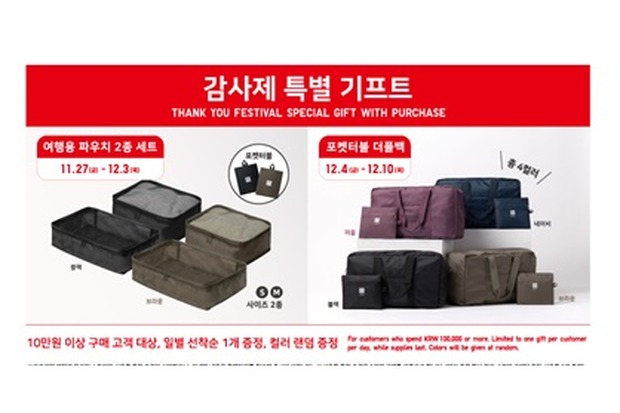 감사제 특별 기프트
THANK YOU FESTIVAL SPECIAL GIFT WITH PURCHASE
여행용 파우치 2종 세트
11.27(금) - 12.3(목)
포켓터블
블랙
브라운
S M
사이즈 2종
포켓터블 더플백
12.4(금) - 12.10(목)
총 4컬러
퍼플
네이비
블랙
브라운
10만원 이상 구매 고객 대상, 일별 선착순 1개 증정, 컬러 랜덤 증정
For customers who spend KRW 100,000 or more. Limited to one gift per customer
per day, while supplies last. Colors will be given at random.